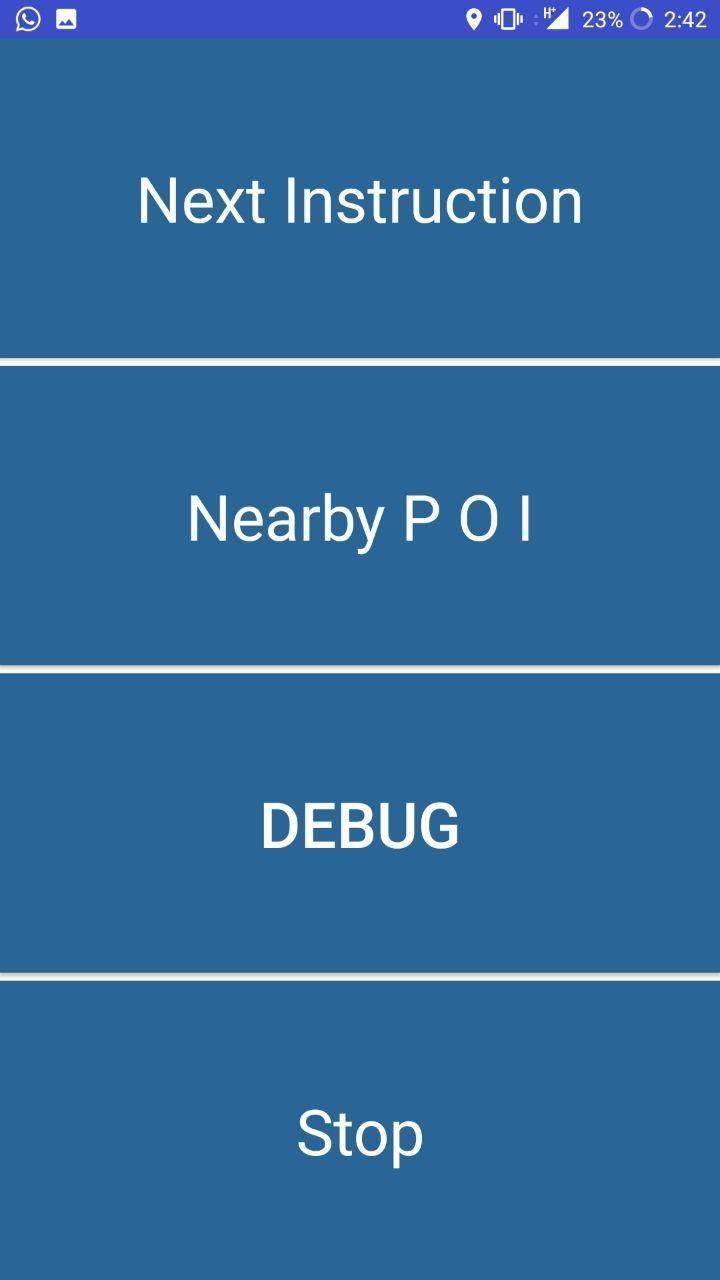 H+ 23% 2:42
Next Instruction
Nearby P O I
DEBUG
Stop